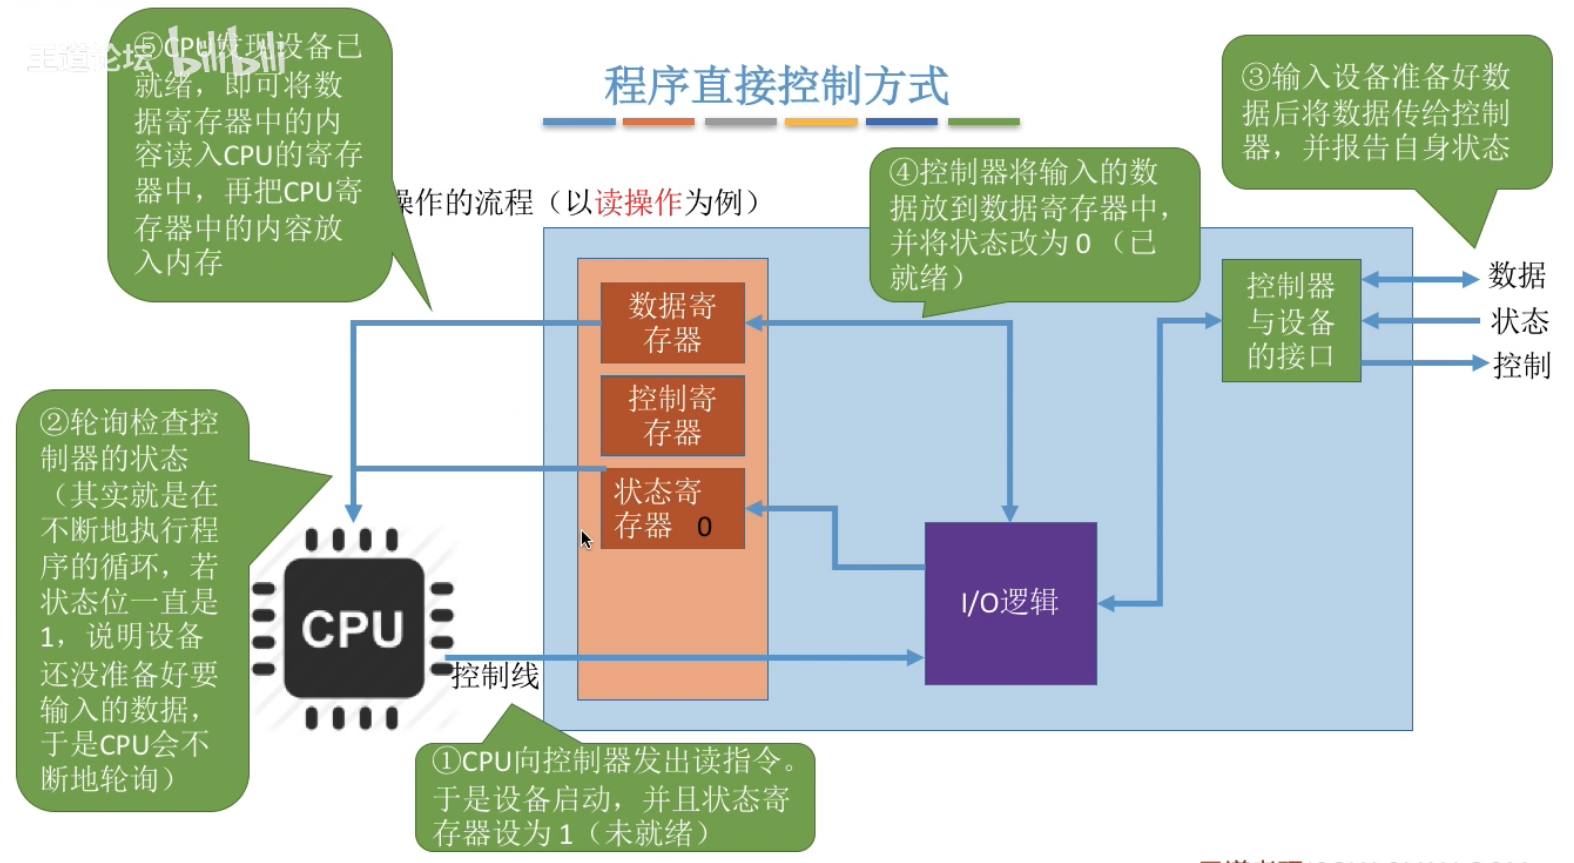 程序直接控制方式
王道论坛
bilibili
⑤CPU发现设备已
就绪，即可将数
据寄存器中的内
容读入CPU的寄存
器中，再把CPU寄
存器中的内容放
入内存
操作的流程（以读操作为例）
④控制器将输入的数
据放到数据寄存器中，
并将状态改为 0 （已
就绪）
③输入设备准备好数
据后将数据传给控制
器，并报告自身状态
数据寄
存器
控制寄
存器
状态寄
存器 0
控制器
与设备
的接口
数据
状态
控制
②轮询检查控
制器的状态
（其实就是在
不断地执行程
序的循环，若
状态位一直是
1，说明设备
还没准备好要
输入的数据，
于是CPU会不
断地轮询）
CPU
I/O逻辑
控制线
①CPU向控制器发出读指令。
于是设备启动，并且状态寄
存器设为 1（未就绪）